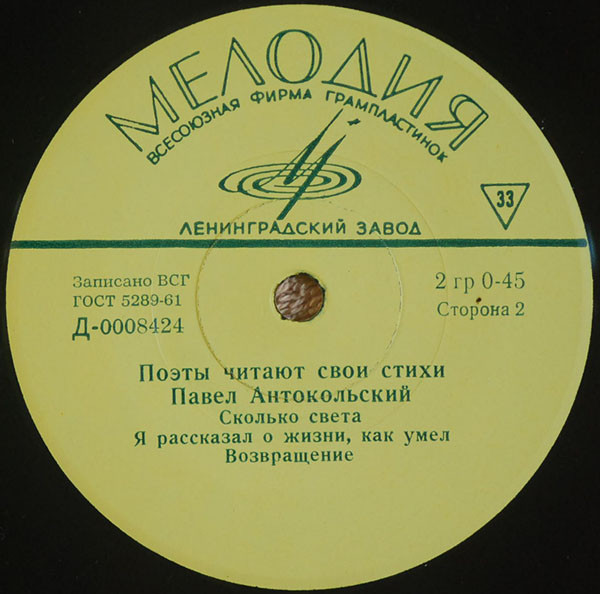 МЕЛОДИЯ
ВСЕСОЮЗНАЯ ФИРМА ГРАМПЛАСТИНОК
33
ЛЕНИНГРАДСКИЙ ЗАВОД
Записано ВСГ
ГОСТ 5289-61
Д-0008424
2 гр 0-45
Сторона 2
Поэты читают свои стихи
Павел Антокольский
Сколько света
Я рассказал о жизни, как умел
Возвращение